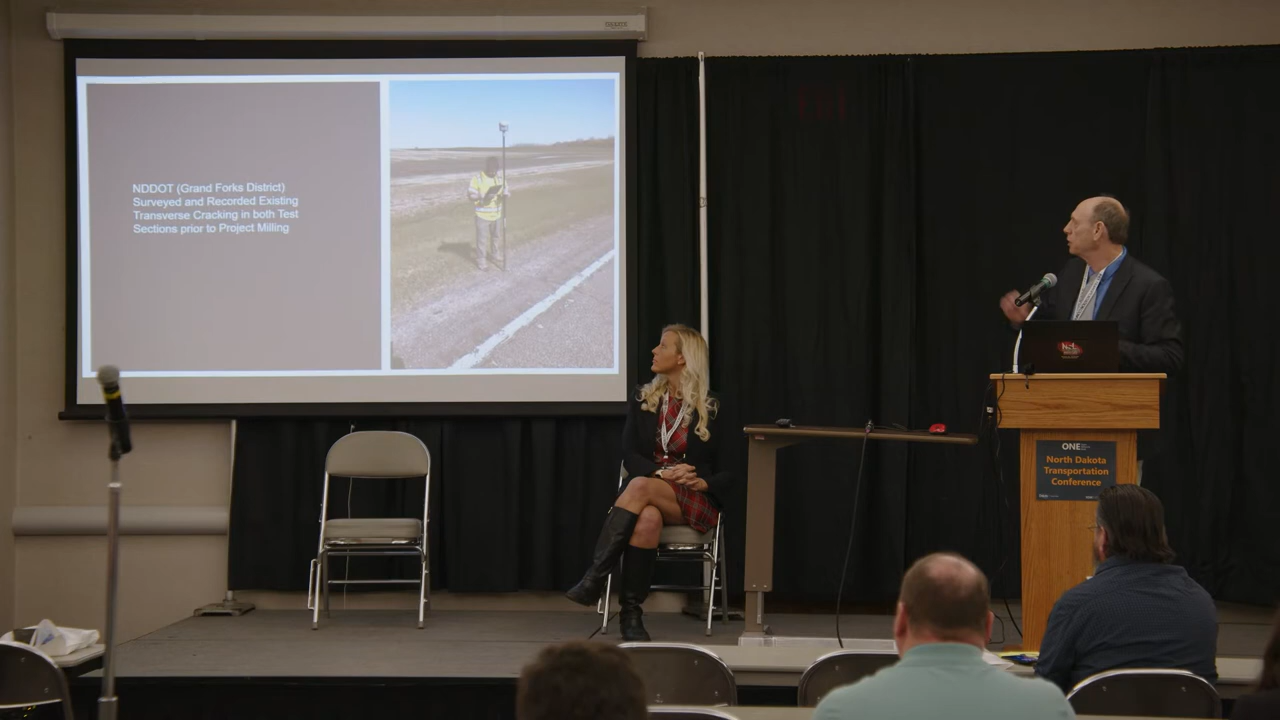 NDDOT (Grand Forks District)
Surveyed and Recorded Existing
Transverse Cracking in both Test
Sections prior to Project Milling
ONE
North Dakota
Transportation
Conference